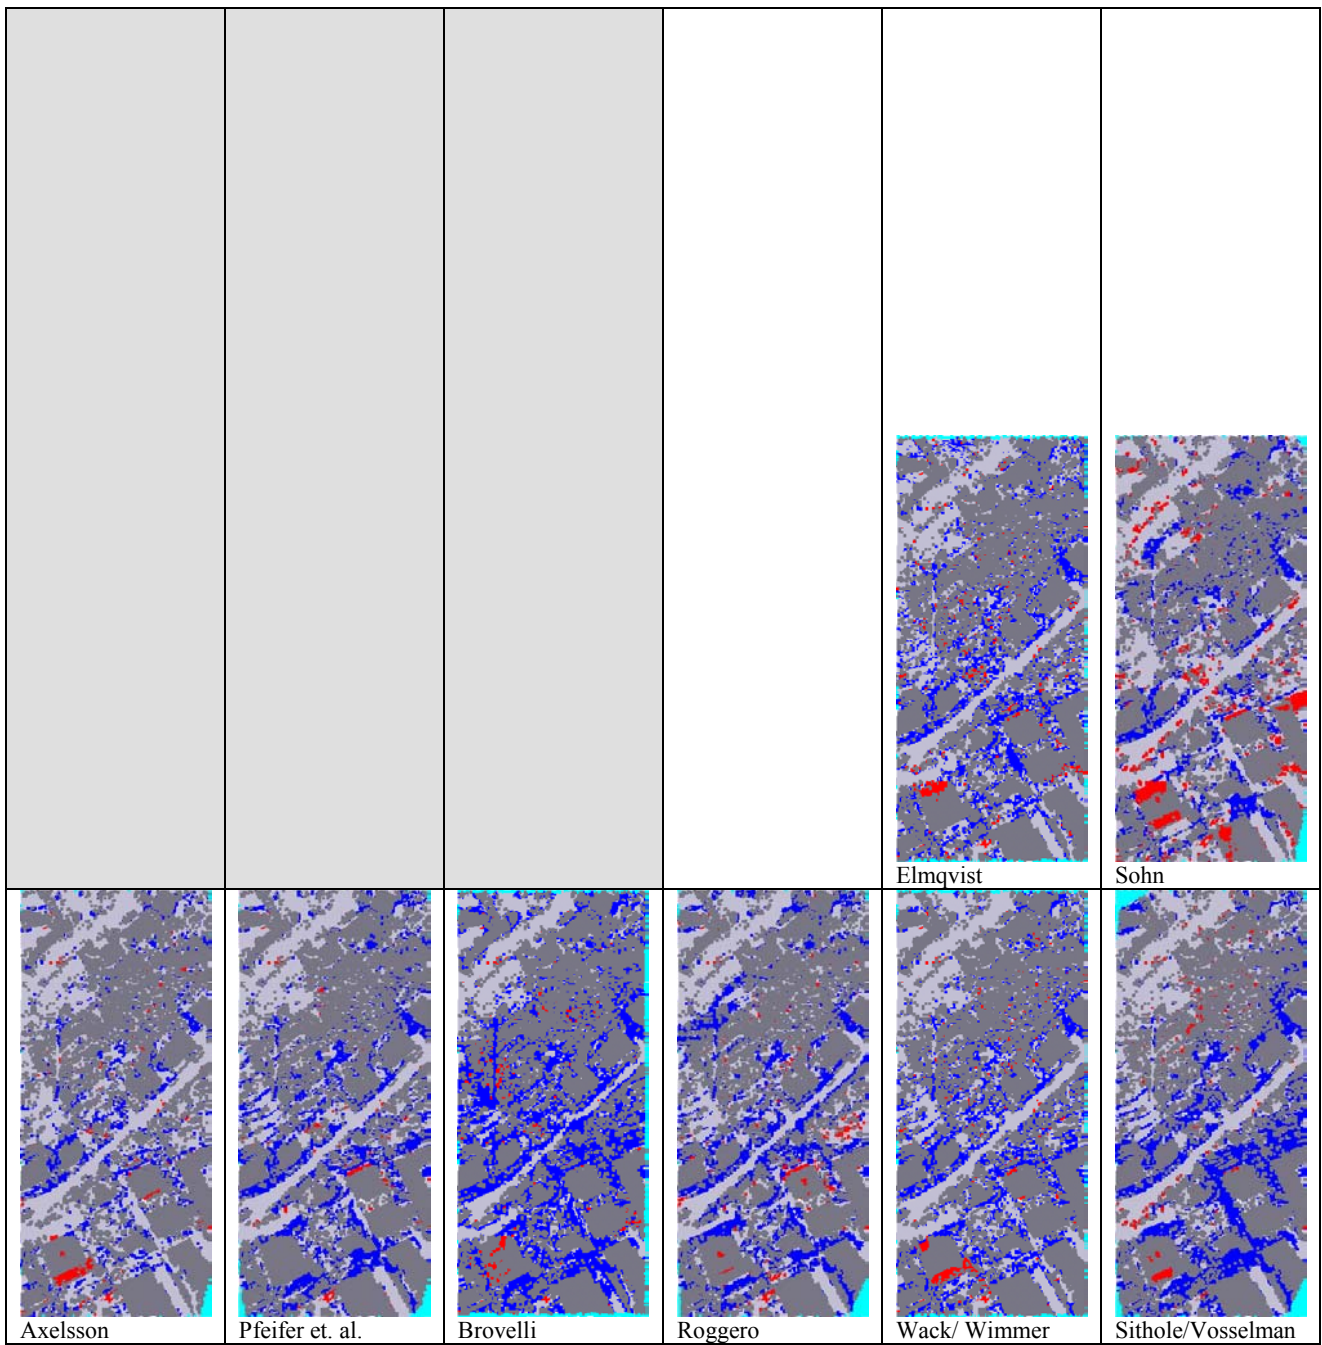 Elmqvist
Sohn
Axelsson
Pfeifer et. al.
Brovelli
Roggero
Wack/ Wimmer
Sithole/Vosselman